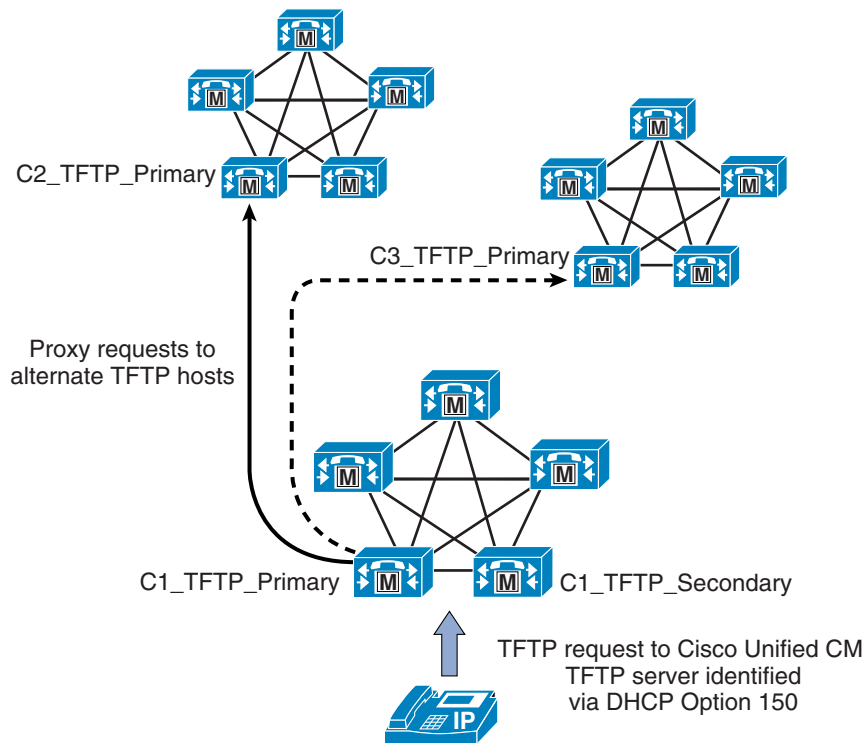 M
M
M
M
M
C2_TFTP_Primary
M
M
M
M
M
C3_TFTP_Primary
Proxy requests to
alternate TFTP hosts
M
M
M
M
M
C1_TFTP_Primary
C1_TFTP_Secondary
TFTP request to Cisco Unified CM
TFTP server identified
via DHCP Option 150
IP